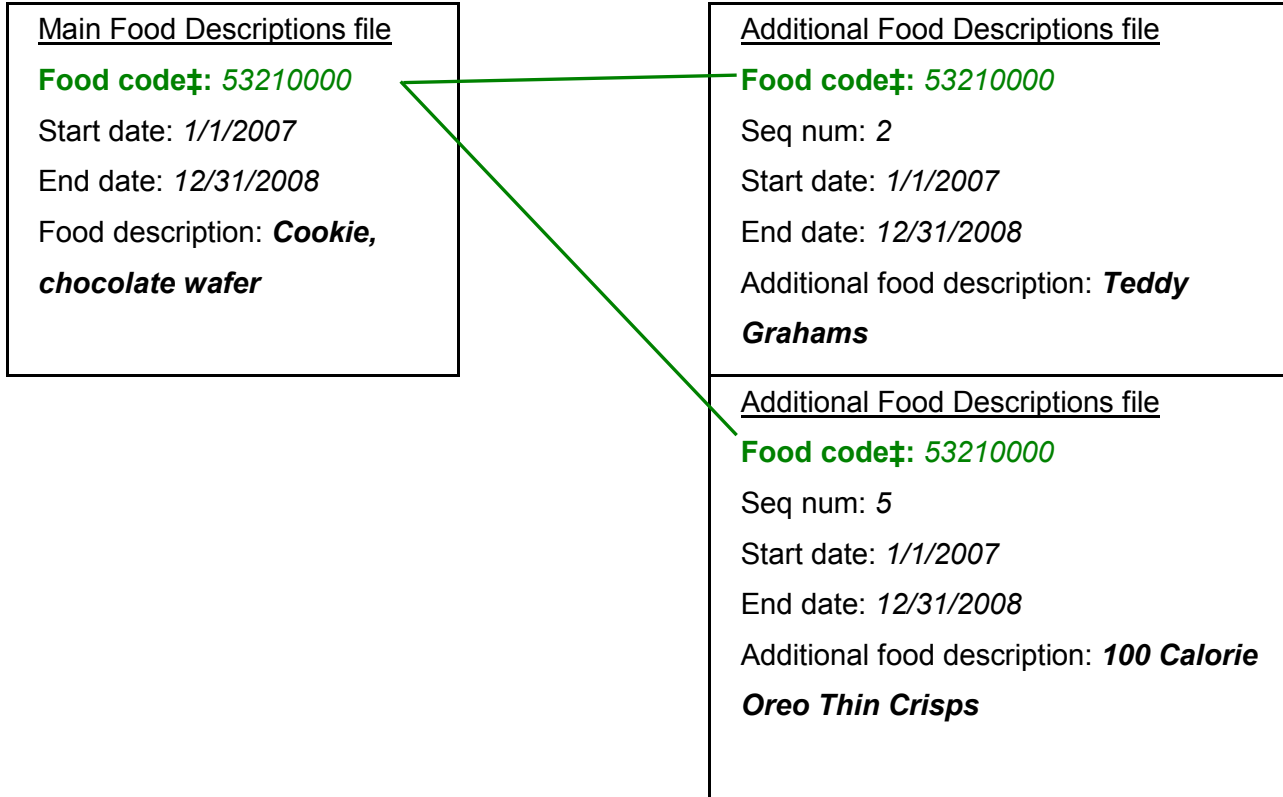 Main Food Descriptions file
Food code‡: 53210000
Start date: 1/1/2007
End date: 12/31/2008
Food description: Cookie,
chocolate wafer
Additional Food Descriptions file
Food code‡: 53210000
Seq num: 2
Start date: 1/1/2007
End date: 12/31/2008
Additional food description: Teddy
Grahams
Additional Food Descriptions file
Food code‡: 53210000
Seq num: 5
Start date: 1/1/2007
End date: 12/31/2008
Additional food description: 100 Calorie
Oreo Thin Crisps